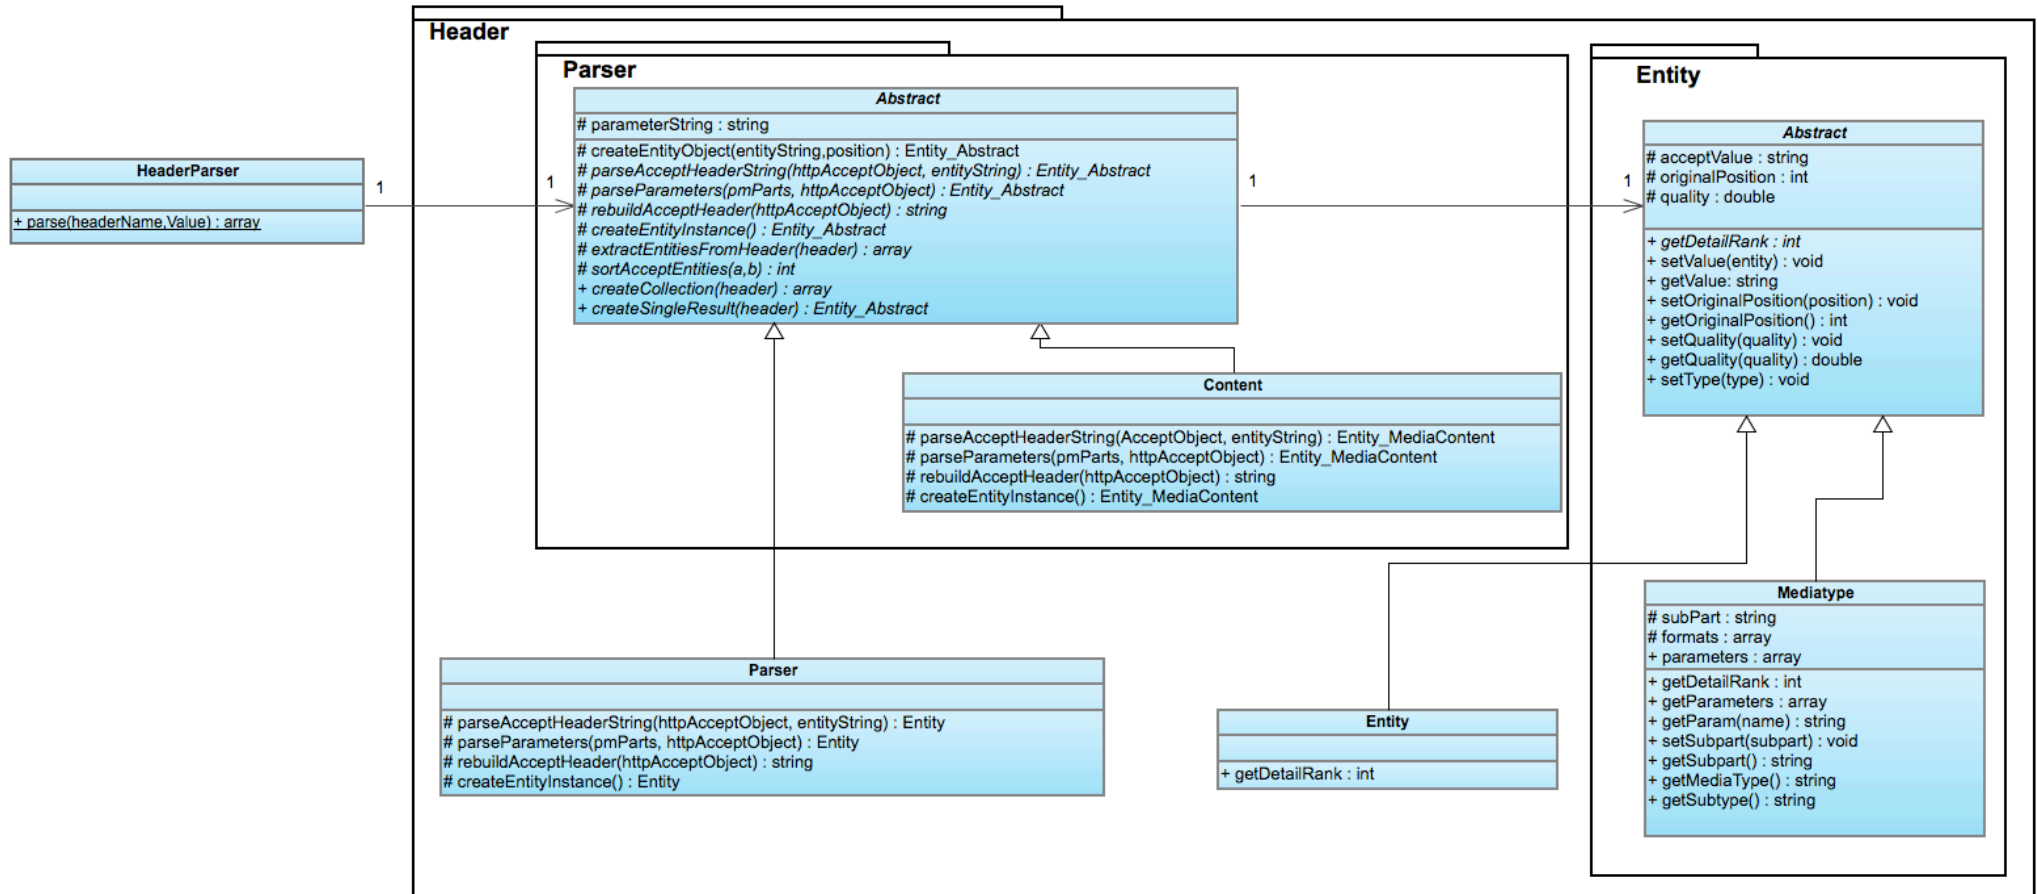 Header
Parser
Entity
HeaderParser
+ parse(headerName,Value) : array
1
1
Abstract
# parameterString : string
# createEntityObject(entityString,position) : Entity_Abstract
# parseAcceptHeaderString(httpAcceptObject, entityString) : Entity_Abstract
# parseParameters(pmParts, httpAcceptObject) : Entity_Abstract
# rebuildAcceptHeader(httpAcceptObject) : string
# createEntityInstance() : Entity_Abstract
# extractEntitiesFromHeader(header) : array
# sortAcceptEntities(a,b) : int
+ createCollection(header) : array
+ createSingleResult(header) : Entity_Abstract
1
1
Abstract
# acceptValue : string
# originalPosition : int
# quality : double
+ getDetailRank : int
+ setValue(entity) : void
+ getValue: string
+ setOriginalPosition(position) : void
+ getOriginalPosition() : int
+ setQuality(quality) : void
+ getQuality(quality) : double
+ setType(type) : void
Content
# parseAcceptHeaderString(AcceptObject, entityString) : Entity_MediaContent
# parseParameters(pmParts, httpAcceptObject) : Entity_MediaContent
# rebuildAcceptHeader(httpAcceptObject) : string
# createEntityInstance() : Entity_MediaContent
Parser
# parseAcceptHeaderString(httpAcceptObject, entityString) : Entity
# parseParameters(pmParts, httpAcceptObject) : Entity
# rebuildAcceptHeader(httpAcceptObject) : string
# createEntityInstance() : Entity
Entity
+ getDetailRank : int
Mediatype
# subPart : string
# formats : array
+ parameters : array
+ getDetailRank : int
+ getParameters : array
+ getParam(name) : string
+ setSubpart(subpart) : void
+ getSubpart() : string
+ getMediaType() : string
+ getSubtype() : string